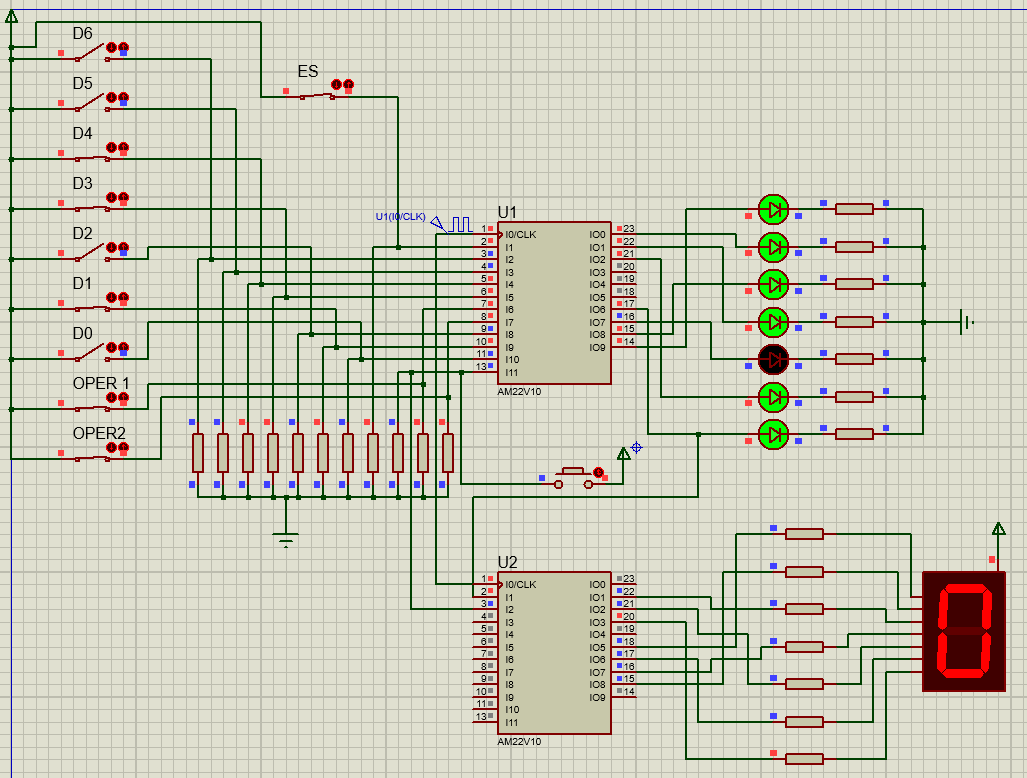 D6
D5
D4
D3
D2
D1
D0
OPER 1
OPER2
ES
U1(I0/CLK)
U1
1 I0/CLK IO0 23
2 I1 IO1 22
3 I2 IO2 21
4 I3 IO3 20
5 I4 IO4 19
6 I5 IO5 18
7 I6 IO6 17
8 I7 IO7 16
9 I8 IO8 15
10 I9 IO9 14
11 I10
13 I11
AM22V10
U2
1 I0/CLK IO0 23
2 I1 IO1 22
3 I2 IO2 21
4 I3 IO3 20
5 I4 IO4 19
6 I5 IO5 18
7 I6 IO6 17
8 I7 IO7 16
9 I8 IO8 15
10 I9 IO9 14
11 I10
13 I11
AM22V10
0